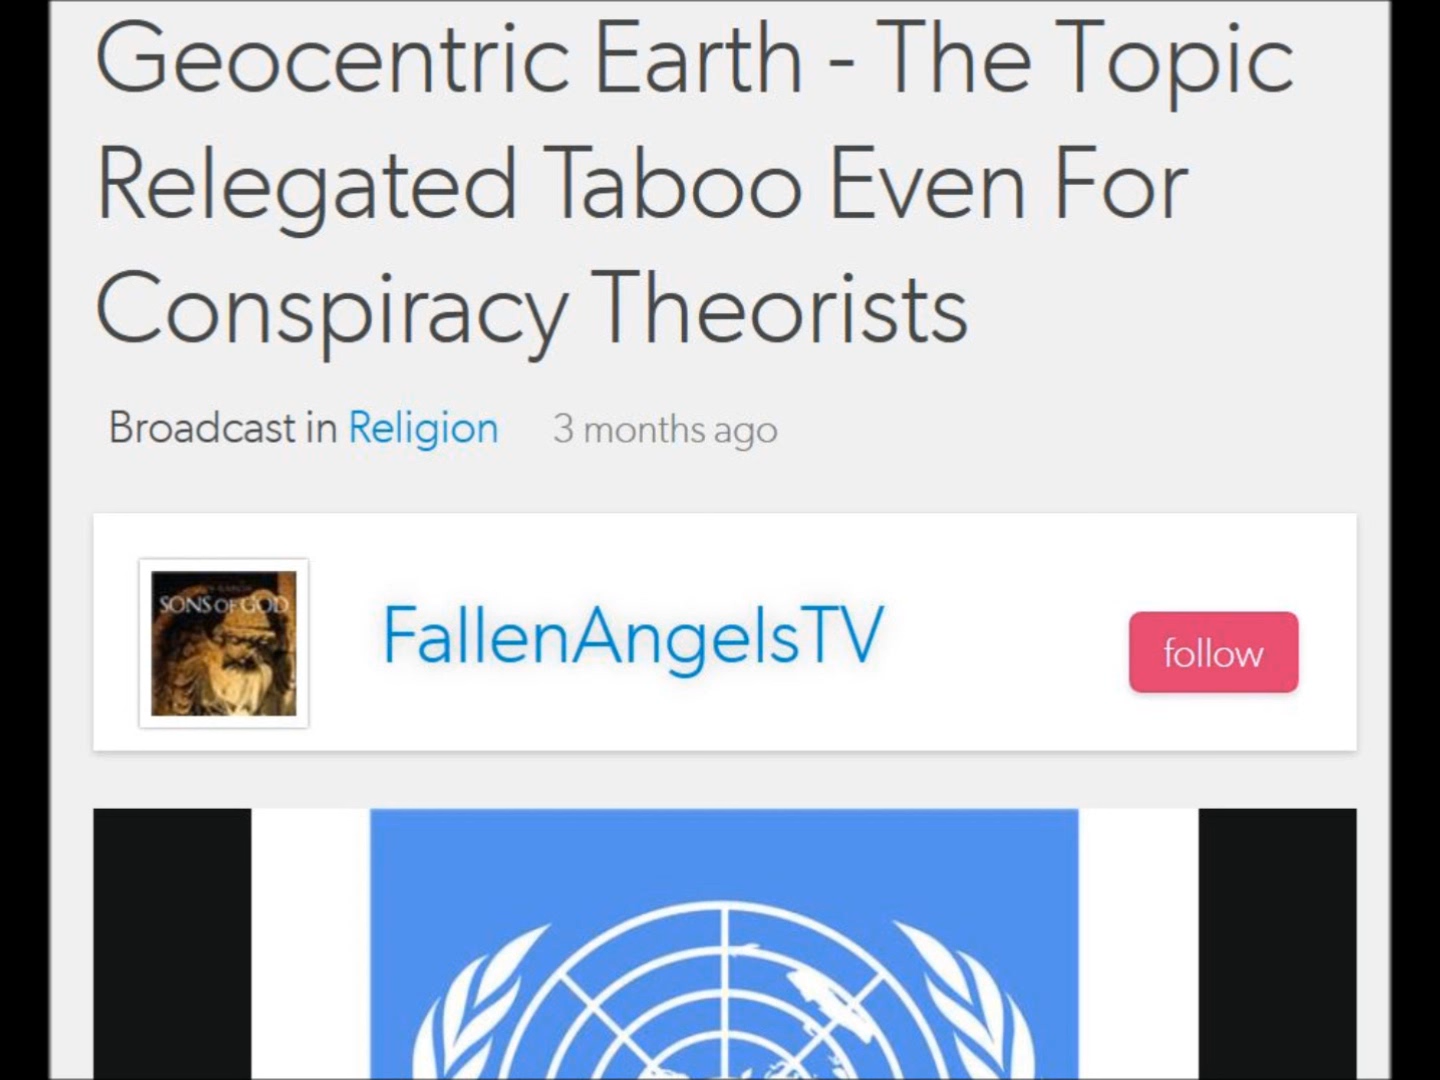 Geocentric Earth - The Topic
Relegated Taboo Even For
Conspiracy Theorists
Broadcast in Religion 3 months ago
SONS OF GOD
FallenAngelsTV
follow